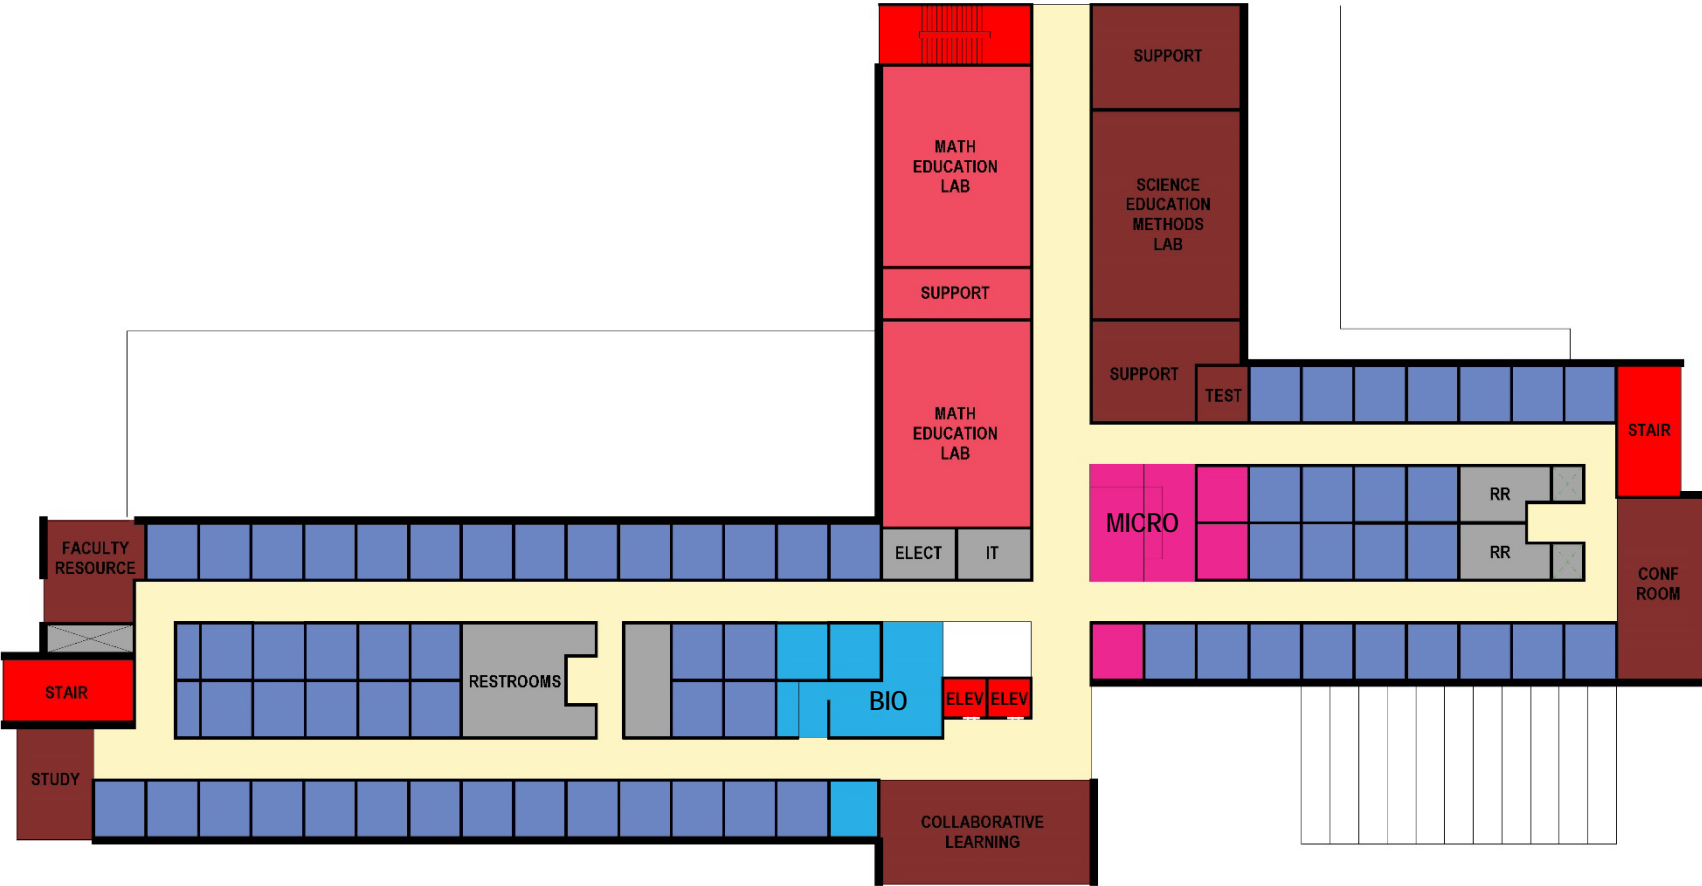 SUPPORT
MATH
EDUCATION
LAB
SCIENCE
EDUCATION
METHODS
LAB
SUPPORT
SUPPORT
TEST
MATH
EDUCATION
LAB
STAIR
RR
MICRO
ELECT
IT
RR
FACULTY
RESOURCE
CONF
ROOM
STAIR
RESTROOMS
BIO
ELEV
ELEV
STUDY
COLLABORATIVE
LEARNING